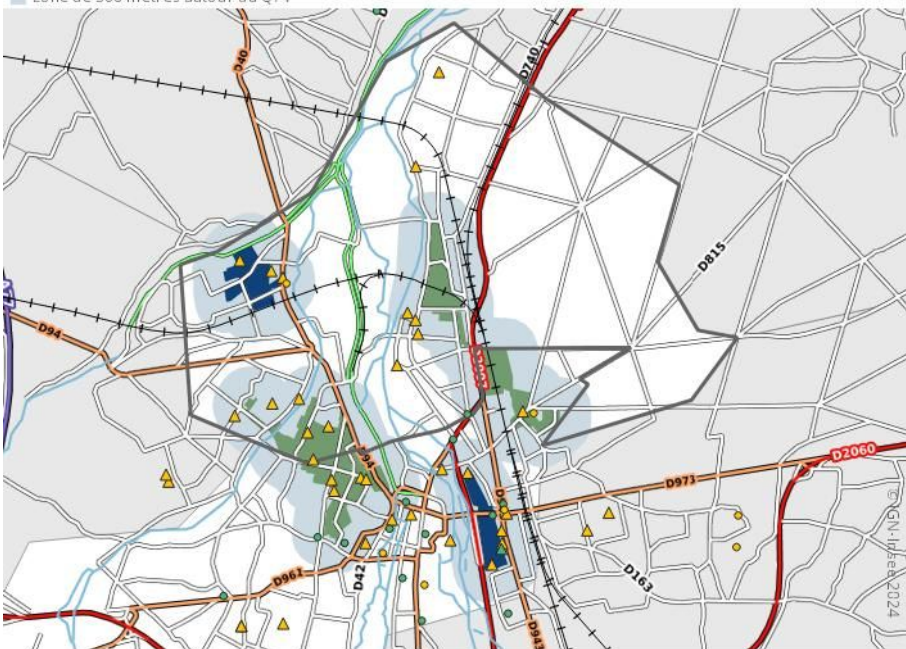 Zone de 300 mètres autour du QPV
D40
D740
D815
D94
D94
D2060
D973
D961
D42
D163
D943
© IGN-Insee 2024